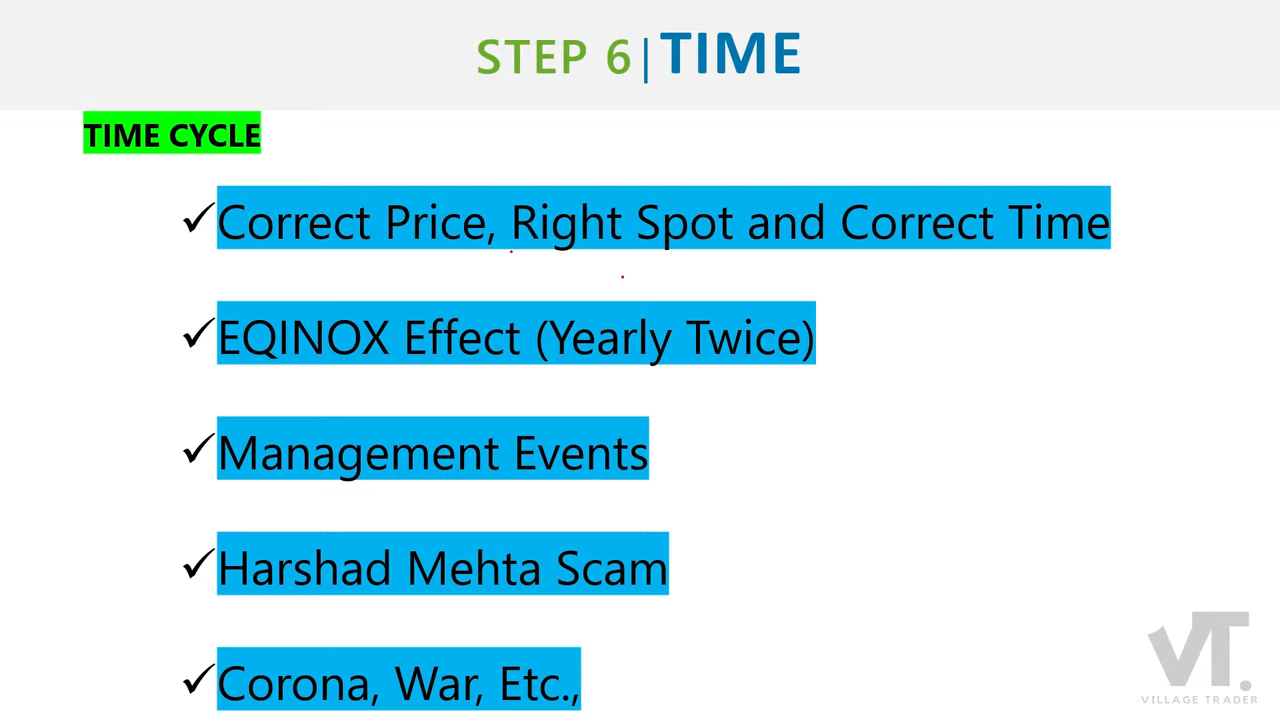 STEP 6|TIME
TIME CYCLE
✓Correct Price, Right Spot and Correct Time
✓EQINOX Effect (Yearly Twice)
✓Management Events
✓Harshad Mehta Scam
✓Corona, War, Etc.,
VT.
VILLAGE TRADER